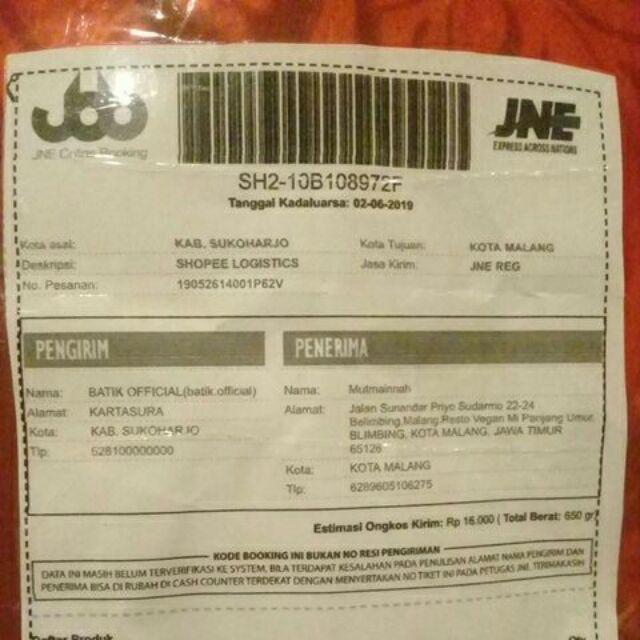 JOB
JNE Online Booking
JNE
EXPRESS ACROSS NATIONS
SH2-10B108972F
Tanggal Kadaluarsa: 02-06-2019
Kota asal: KAB. SUKOHARJO Kota Tujuan: KOTA MALANG
Deskripsi: SHOPEE LOGISTICS Jasa Kirim: JNE REG
No. Pesanan: 19052614001P62V
PENGIRIM
Nama: BATIK OFFICIAL(batik.official)
Alamat KARTASURA
Kota: KAB. SUKOHARJO
Tlp: 628100000000
PENERIMA
Nama: Mutmainnah
Alamat: Jalan Sunandar Priyo Sudarmo 22-24
Belimbing,Malang,Resto Vegan Mi Panjang Umur,
BLIMBING, KOTA MALANG, JAWA TIMUR
65126
Kota: KOTA MALANG
Tlp: 6289605106275
Estimasi Ongkos Kirim: Rp 16.000 ( Total Berat: 650 gr)
KODE BOOKING INI BUKAN NO RESI PENGIRIMAN
DATA INI MASIH BELUM TERVERIFIKASI KE SYSTEM, BILA TERDAPAT KESALAHAN PADA PENULISAN ALAMAT NAMA PENGIRIM DAN
PENERIMA BISA DI RUBAH DI CASH COUNTER TERDEKAT DENGAN MENYERTAKAN NO TIKET INI PADA PETUGAS JNE. TERIMAKASIH
Daftar Produk